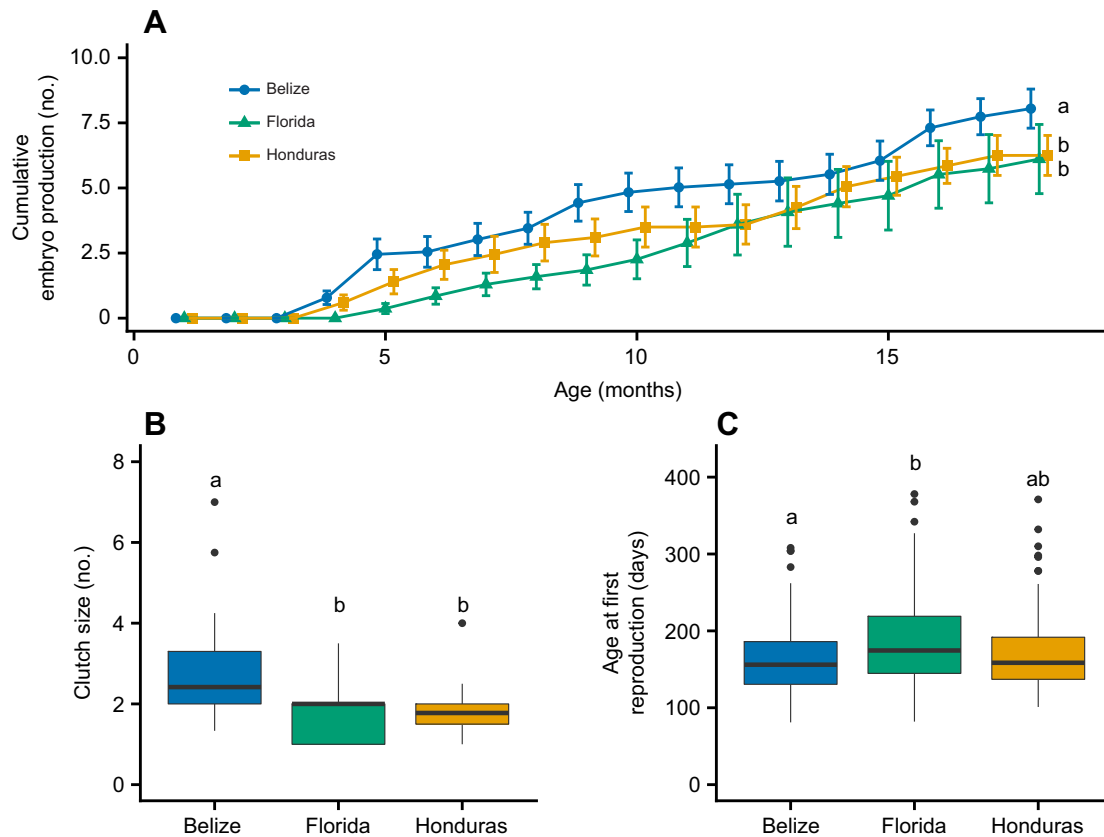 A
Cumulative
embryo production (no.)
10.0
7.5
5.0
2.5
0
Belize
Florida
Honduras
a
b
b
0
5
10
15
Age (months)
B
Clutch size (no.)
8
6
4
2
0
a
b
b
Belize
Florida
Honduras
C
Age at first
reproduction (days)
400
300
200
100
0
a
b
ab
Belize
Florida
Honduras